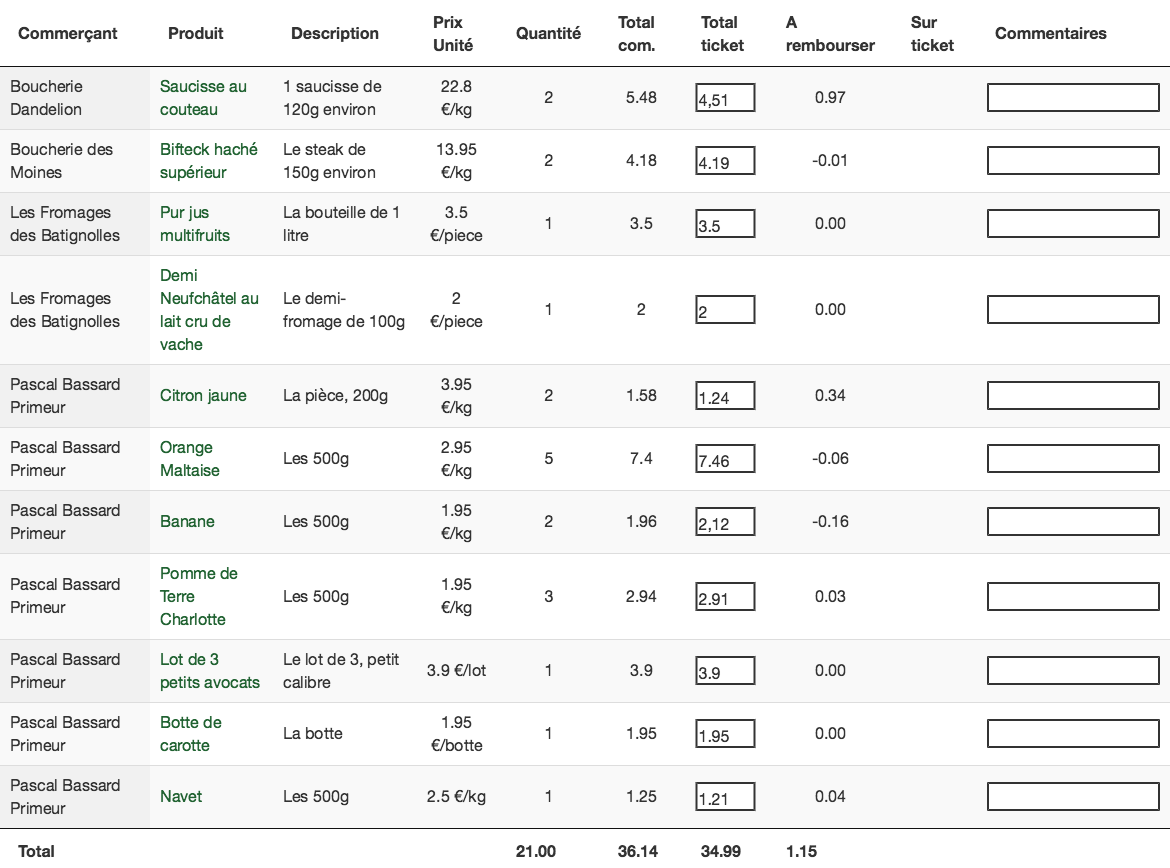 Commerçant Produit Description Prix Unité Quantité Total com. Total ticket A rembourser Sur ticket Commentaires
Boucherie Dandelion Saucisse au couteau 1 saucisse de 120g environ 22.8 €/kg 2 5.48 4,51 0.97
Boucherie des Moines Bifteck haché supérieur Le steak de 150g environ 13.95 €/kg 2 4.18 4.19 -0.01
Les Fromages des Batignolles Pur jus multifruits La bouteille de 1 litre 3.5 €/piece 1 3.5 3.5 0.00
Les Fromages des Batignolles Demi Neufchâtel au lait cru de vache Le demi-fromage de 100g 2 €/piece 1 2 2 0.00
Pascal Bassard Primeur Citron jaune La pièce, 200g 3.95 €/kg 2 1.58 1.24 0.34
Pascal Bassard Primeur Orange Maltaise Les 500g 2.95 €/kg 5 7.4 7.46 -0.06
Pascal Bassard Primeur Banane Les 500g 1.95 €/kg 2 1.96 2,12 -0.16
Pascal Bassard Primeur Pomme de Terre Charlotte Les 500g 1.95 €/kg 3 2.94 2.91 0.03
Pascal Bassard Primeur Lot de 3 petits avocats Le lot de 3, petit calibre 3.9 €/lot 1 3.9 3.9 0.00
Pascal Bassard Primeur Botte de carotte La botte 1.95 €/botte 1 1.95 1.95 0.00
Pascal Bassard Primeur Navet Les 500g 2.5 €/kg 1 1.25 1.21 0.04
Total 21.00 36.14 34.99 1.15